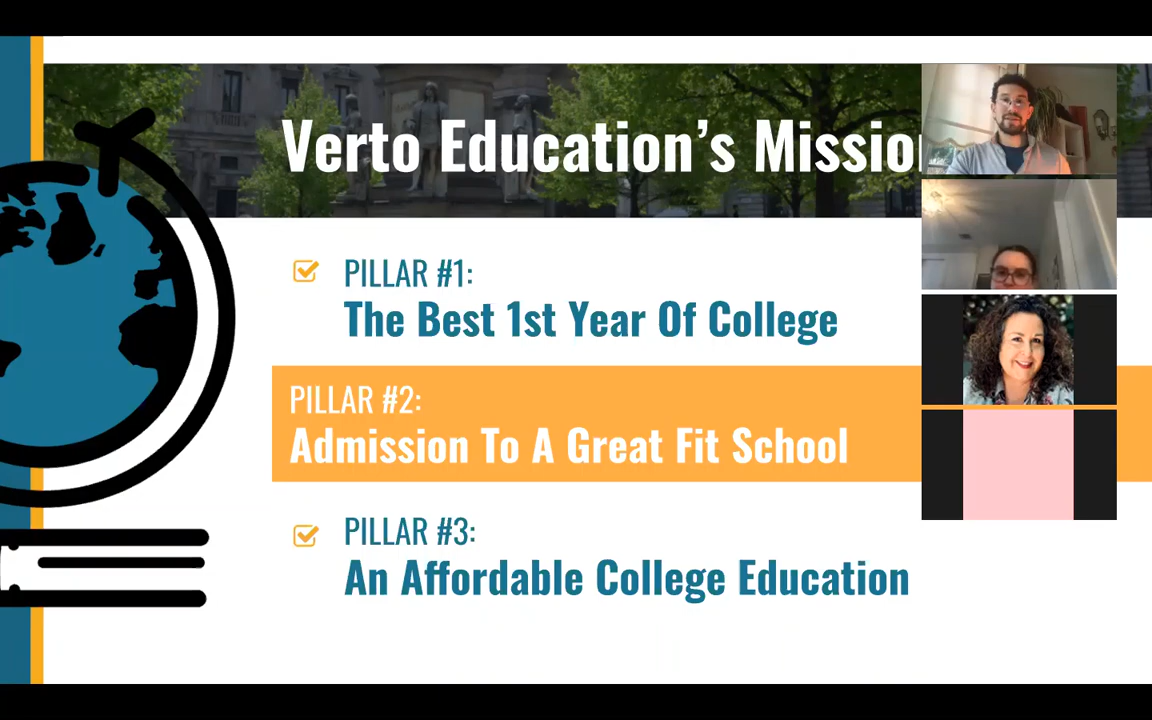 Verto Education's Missio
PILLAR #1:
The Best 1st Year Of College
PILLAR #2:
Admission To A Great Fit School
PILLAR #3:
An Affordable College Education